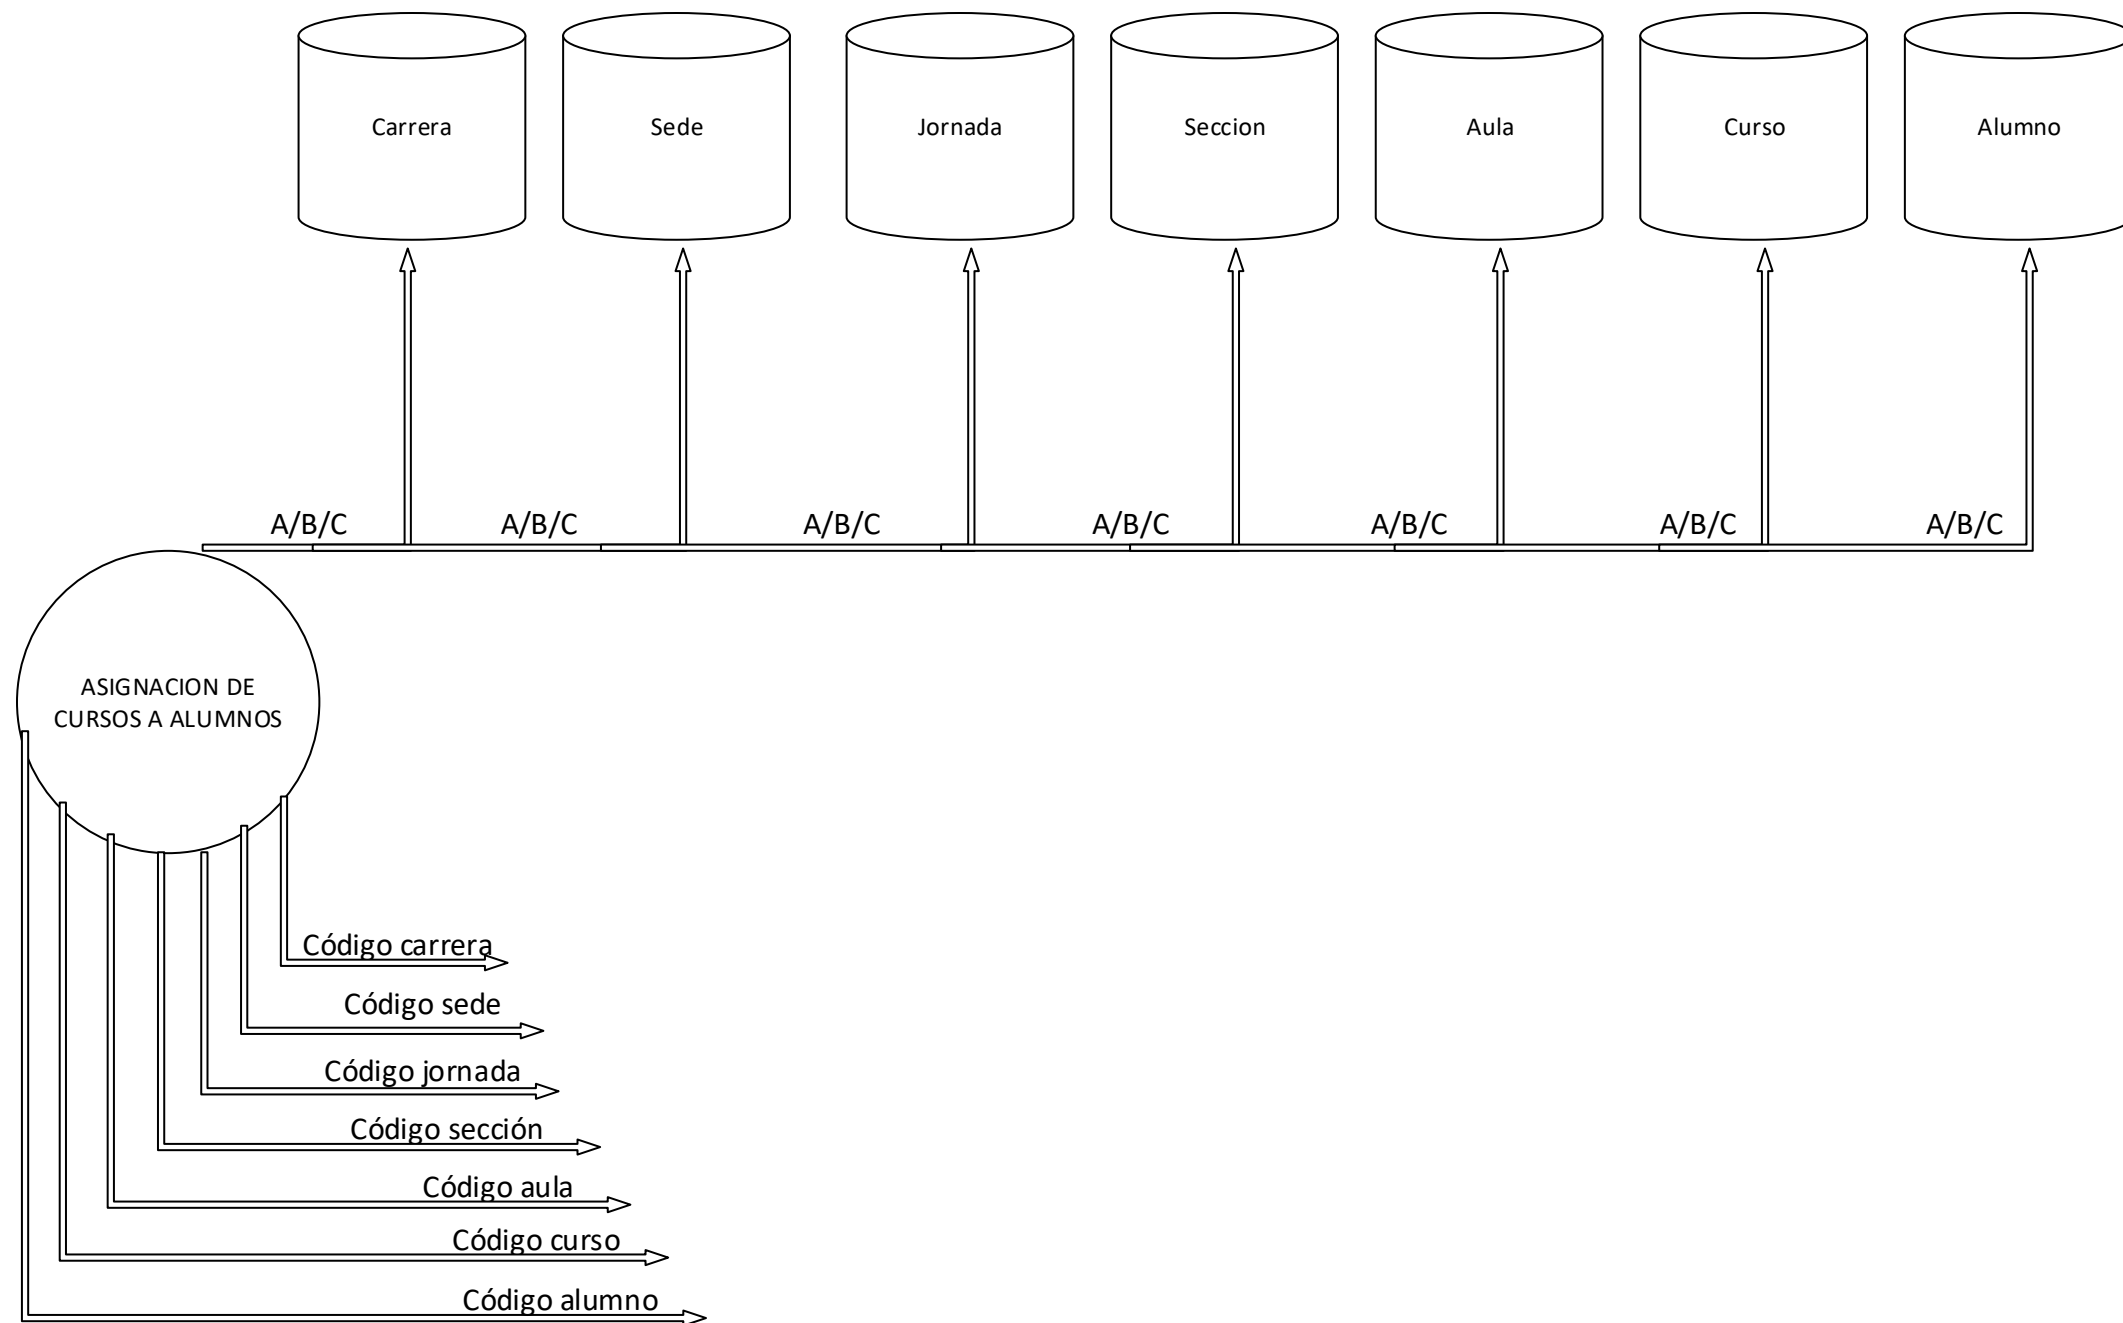 Carrera
Sede
Jornada
Seccion
Aula
Curso
Alumno
A/B/C
A/B/C
A/B/C
A/B/C
A/B/C
A/B/C
A/B/C
ASIGNACION DE
CURSOS A ALUMNOS
Código carrera
Código sede
Código jornada
Código sección
Código aula
Código curso
Código alumno